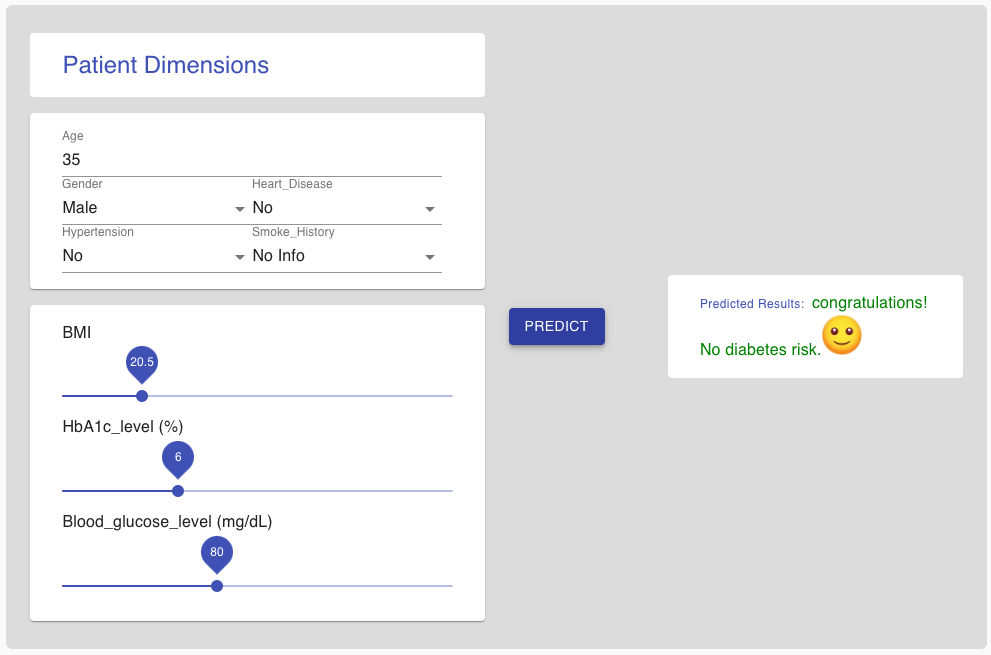 Patient Dimensions
Age
35
Gender Heart_Disease
Male No
Hypertension Smoke_History
No No Info
BMI
20.5
HbA1c_level (%)
6
Blood_glucose_level (mg/dL)
80
PREDICT
Predicted Results: congratulations!
No diabetes risk.